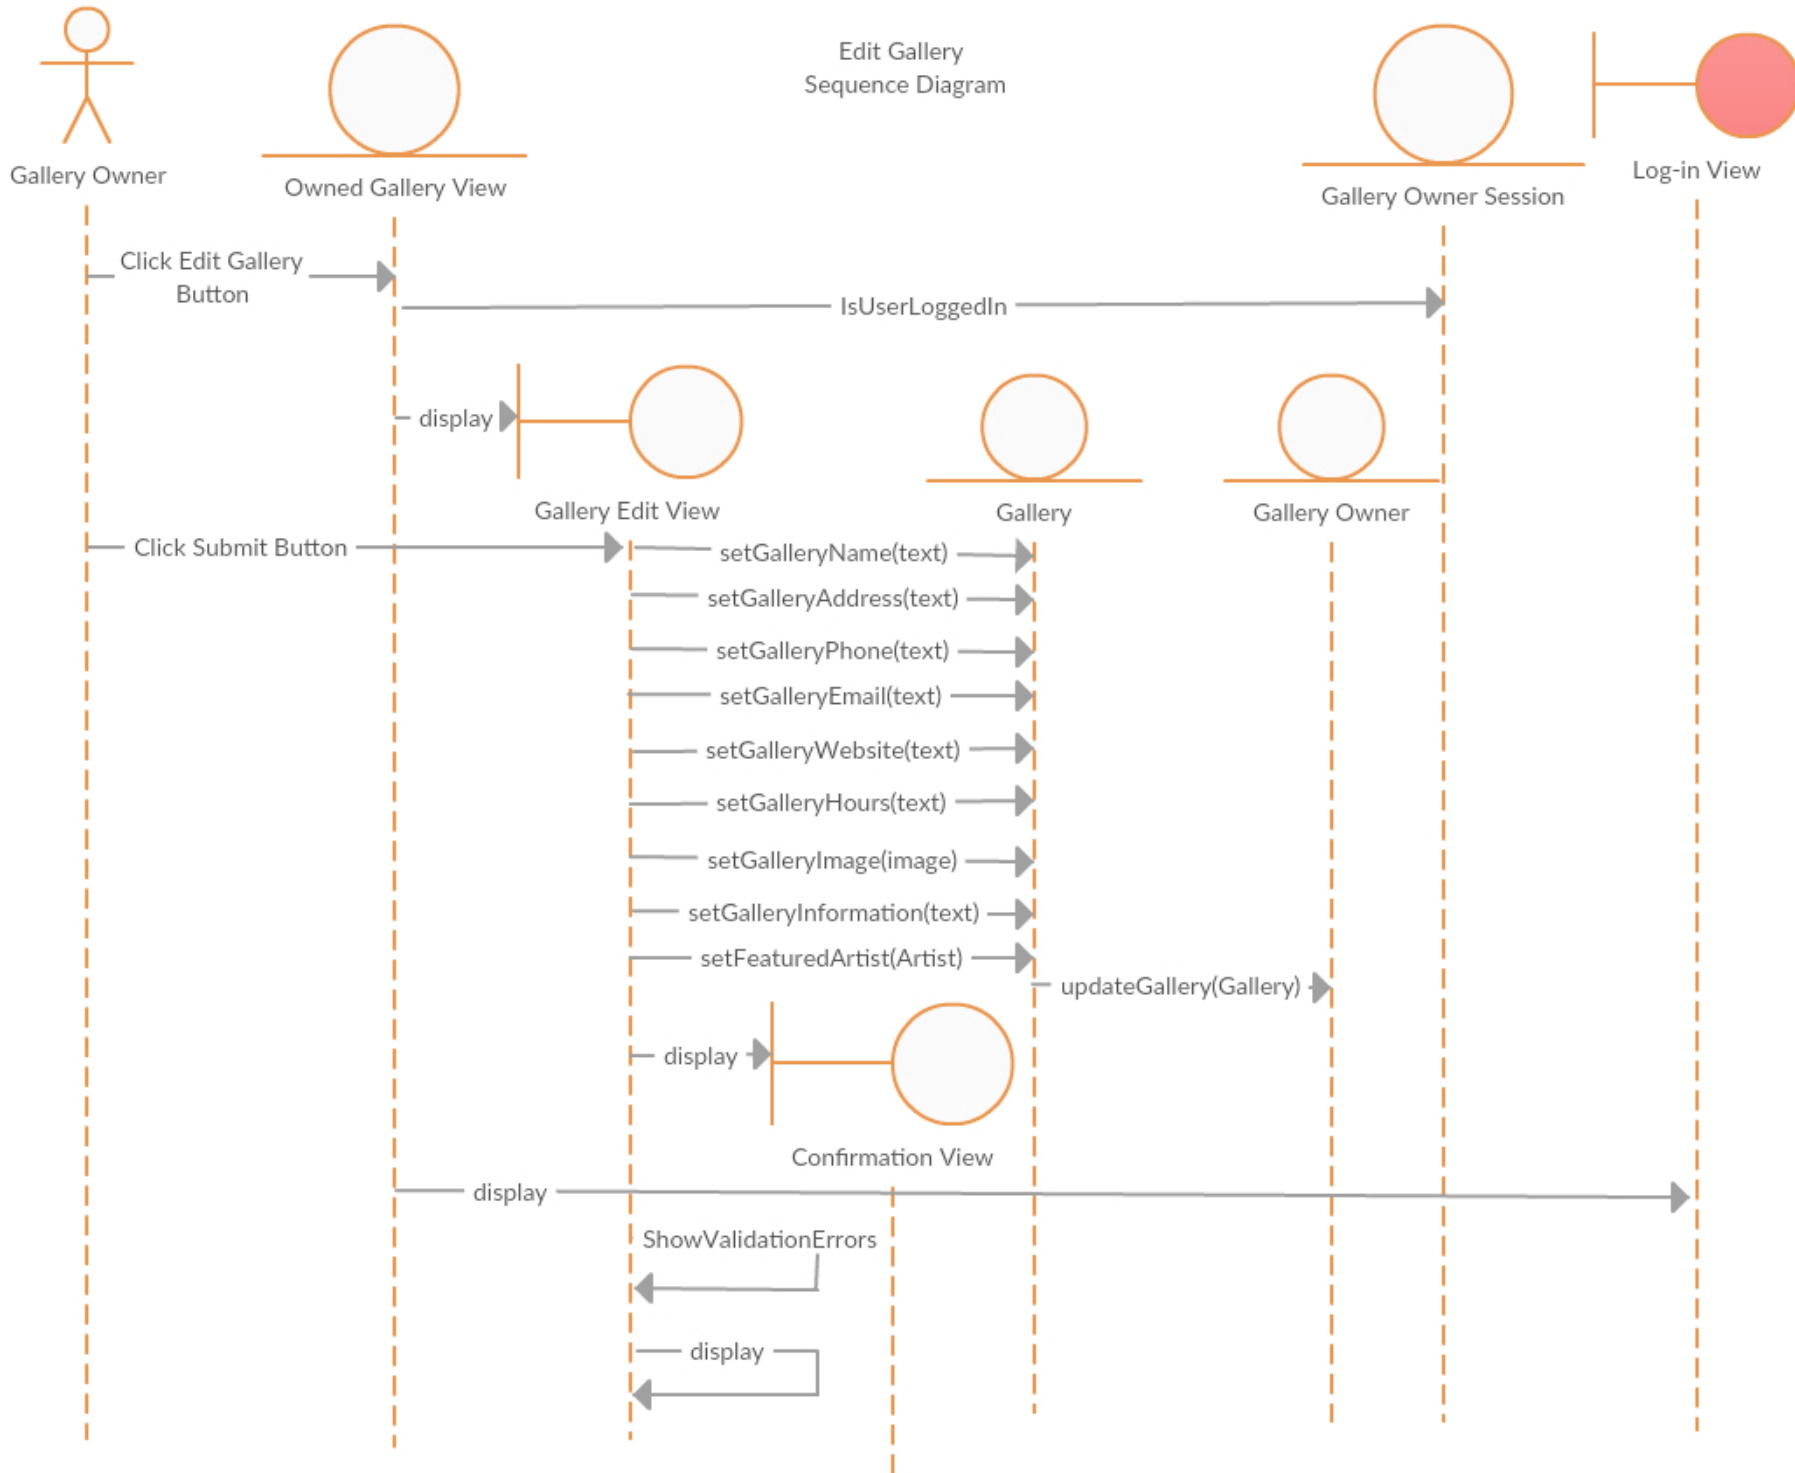 Edit Gallery
Sequence Diagram
Gallery Owner
Owned Gallery View
Gallery Owner Session
Log-in View
Click Edit Gallery
Button
IsUserLoggedIn
display
Gallery Edit View
Gallery
Gallery Owner
Click Submit Button
setGalleryName(text)
setGalleryAddress(text)
setGalleryPhone(text)
setGalleryEmail(text)
setGalleryWebsite(text)
setGalleryHours(text)
setGalleryImage(image)
setGalleryInformation(text)
setFeaturedArtist(Artist)
updateGallery(Gallery)
display
Confirmation View
display
ShowValidationErrors
display